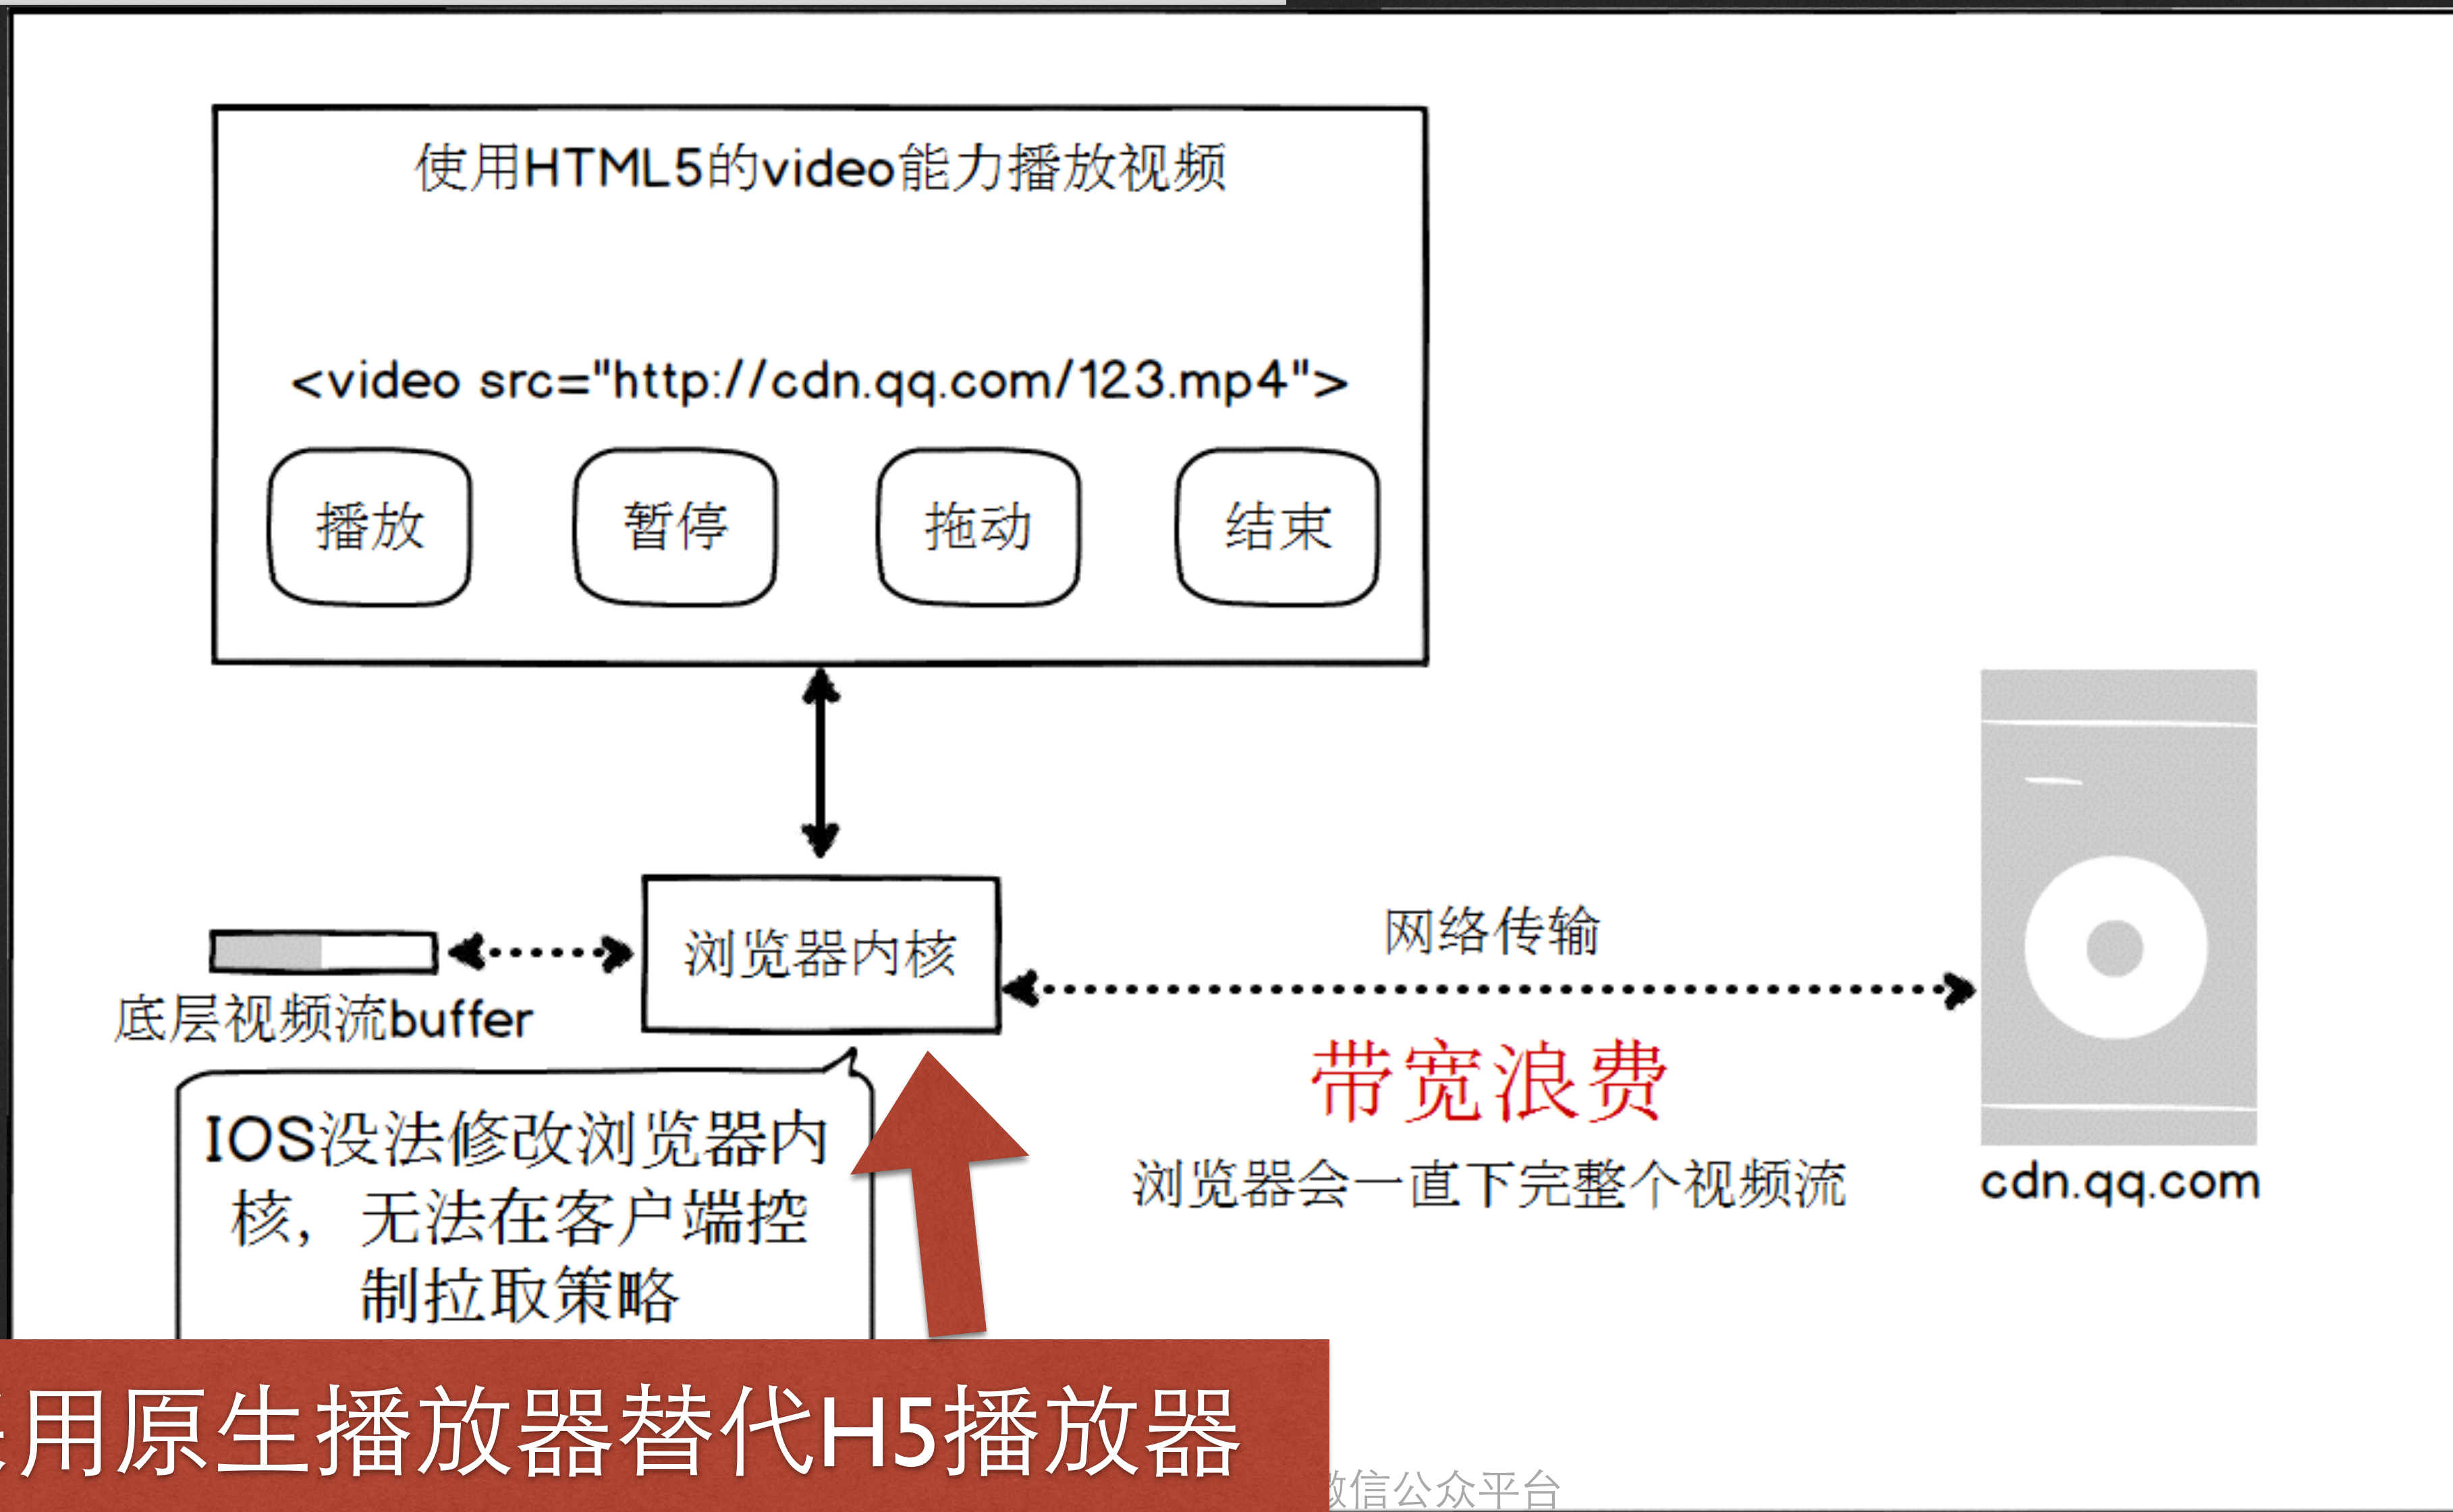 使用HTML5的video能力播放视频
<video src="http://cdn.qq.com/123.mp4">
播放
暂停
拖动
结束
浏览器内核
底层视频流buffer
网络传输
带宽浪费
浏览器会一直下完整个视频流
cdn.qq.com
IOS没法修改浏览器内
核，无法在客户端控
制拉取策略
用原生播放器替代H5播放器
信公众平台